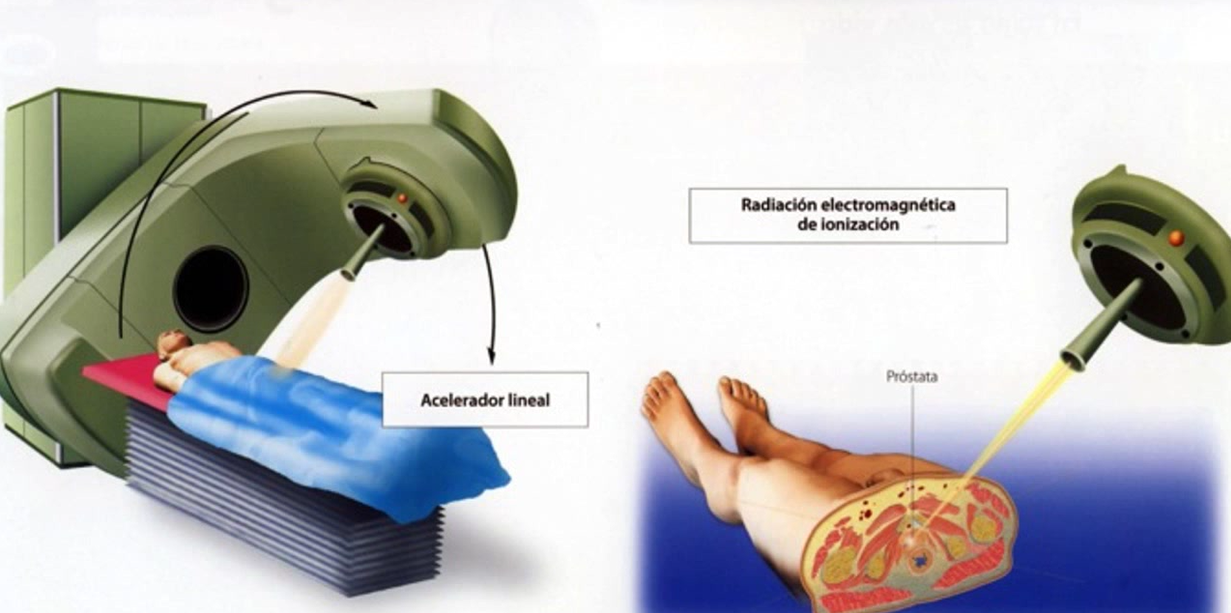 Acelerador lineal
Radiación electromagnética
de ionización
Próstata